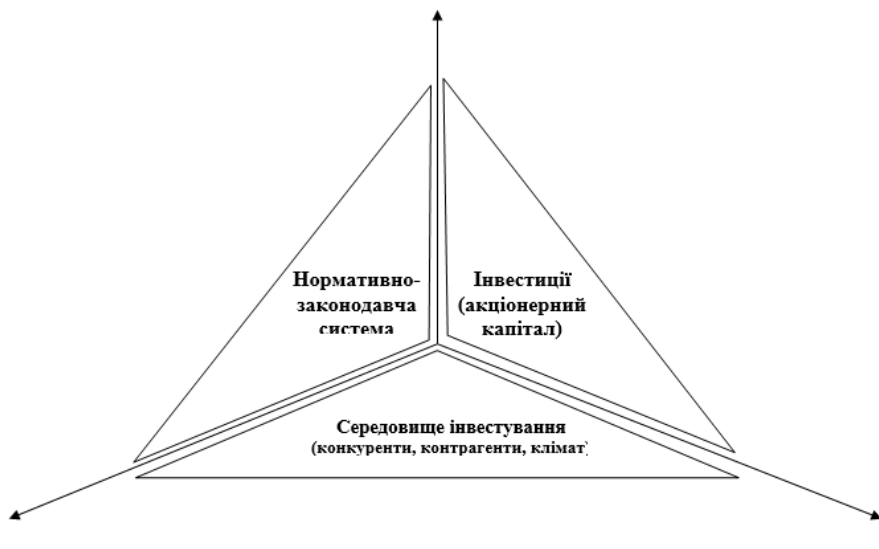 Нормативно-
законодавча
система
Інвестиції
(акціонерний
капітал)
Середовище інвестування
(конкуренти, контрагенти, клімат)